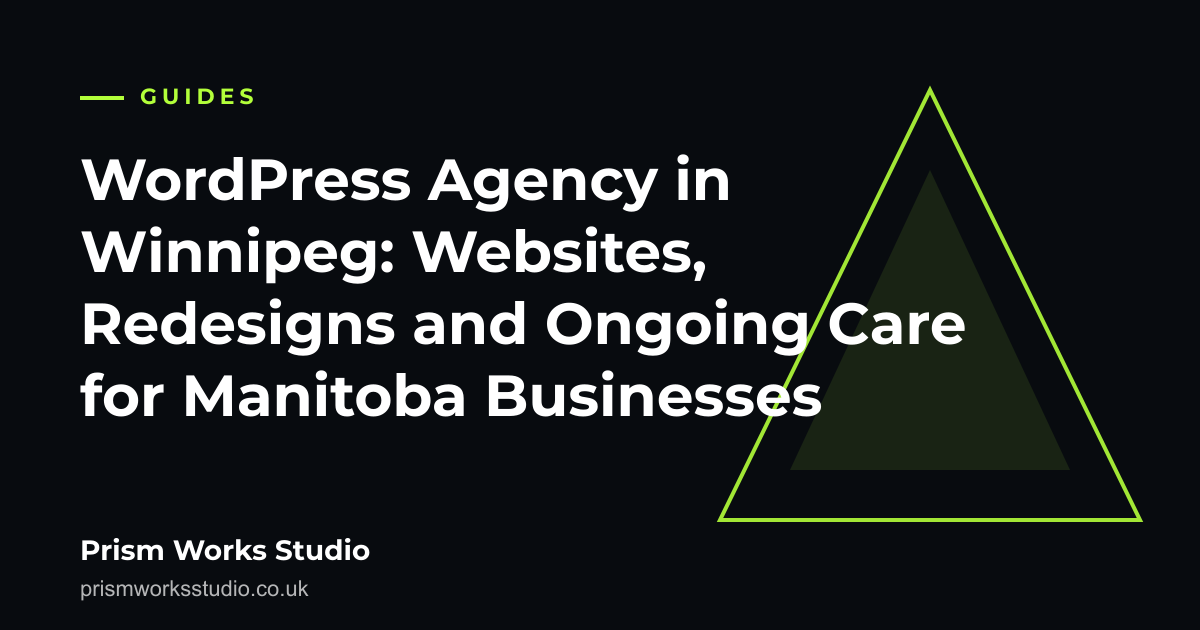 GUIDES
WordPress Agency in
Winnipeg: Websites,
Redesigns and Ongoing Care
for Manitoba Businesses
Prism Works Studio
prismworksstudio.co.uk